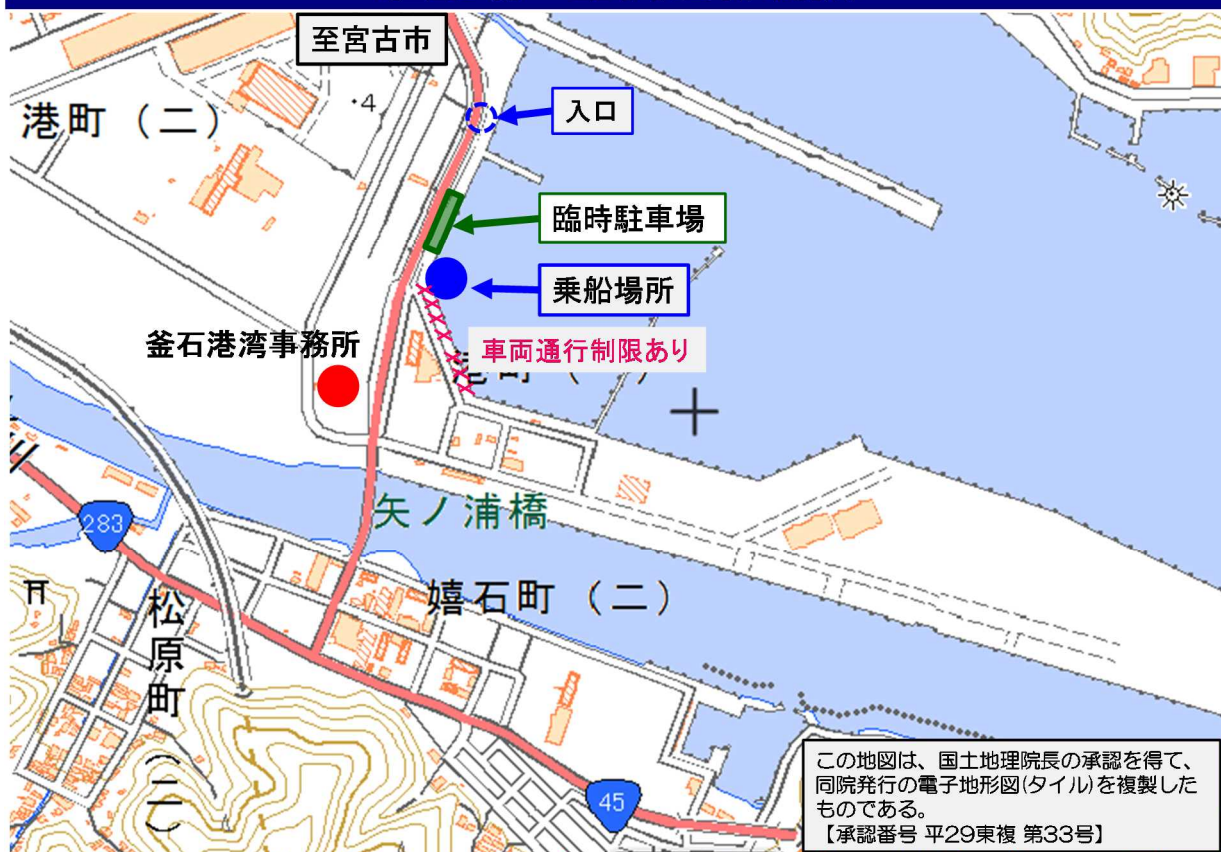 至宮古市
港町（二）
・4
入口
臨時駐車場
乗船場所
釜石港湾事務所
車両通行制限あり
港町（
）
矢ノ浦橋
283
嬉石町（二）
松原町（二）
45
この地図は、国土地理院長の承認を得て、
同院発行の電子地形図(タイル)を複製した
ものである。
【承認番号 平29東複 第33号】